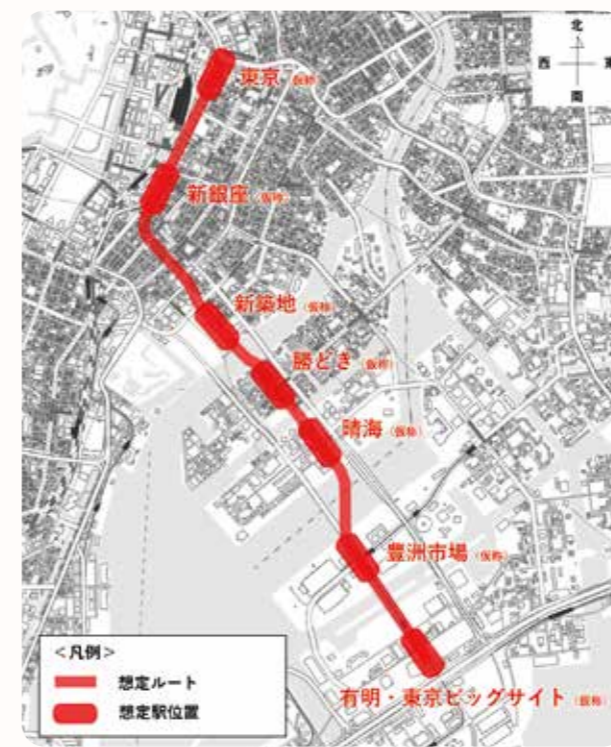 北
西
東
南
東京(仮称)
新銀座(仮称)
新築地(仮称)
勝どき(仮称)
晴海(仮称)
豊洲市場(仮称)
有明・東京ビッグサイト(仮称)
<凡例>
想定ルート
想定駅位置